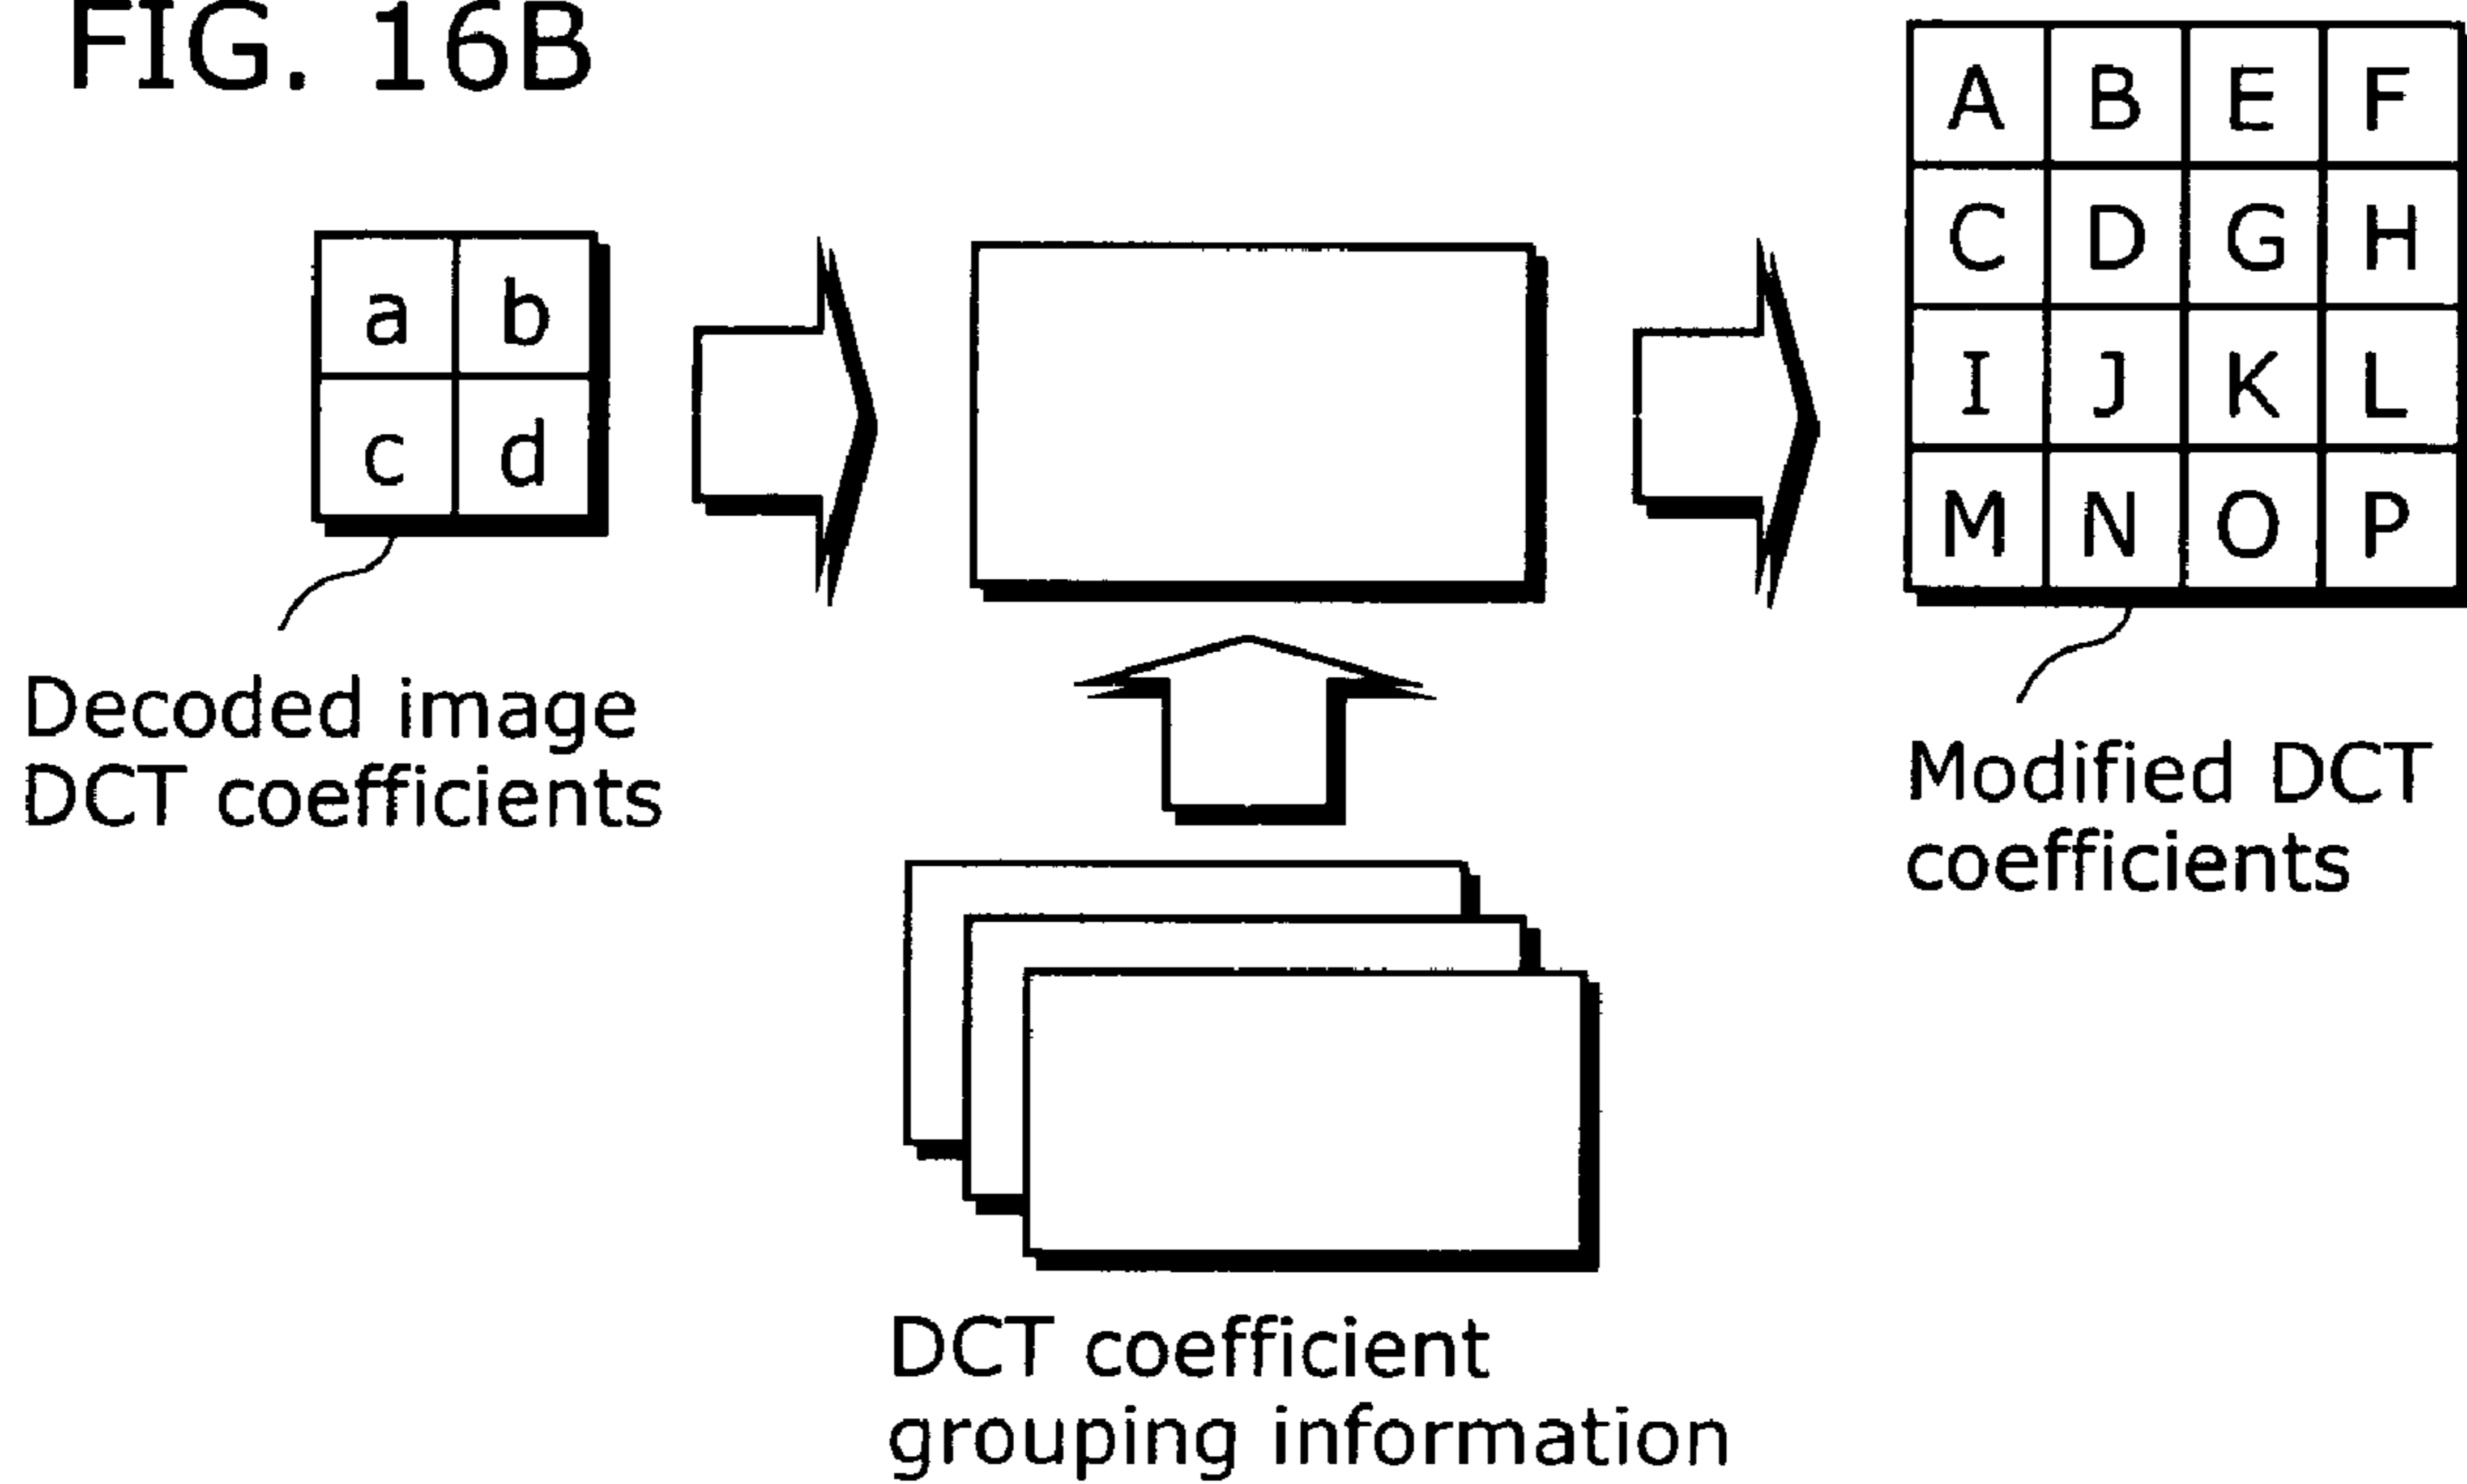 FIG. 16B
A B E F
C D G H
I J K L
M N O P
a b
c d
Decoded image
DCT coefficients
Modified DCT
coefficients
DCT coefficient
grouping information